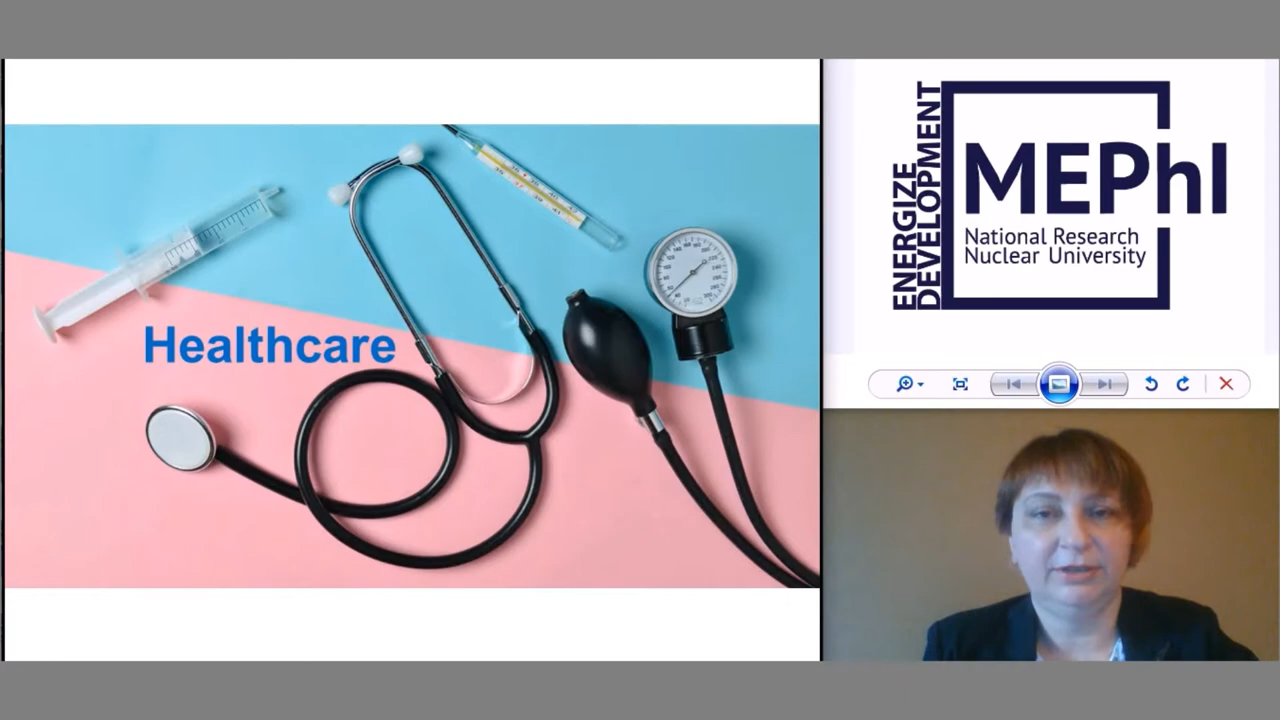 Healthcare
ENERGIZE
DEVELOPMENT
MEPhI
National Research
Nuclear University